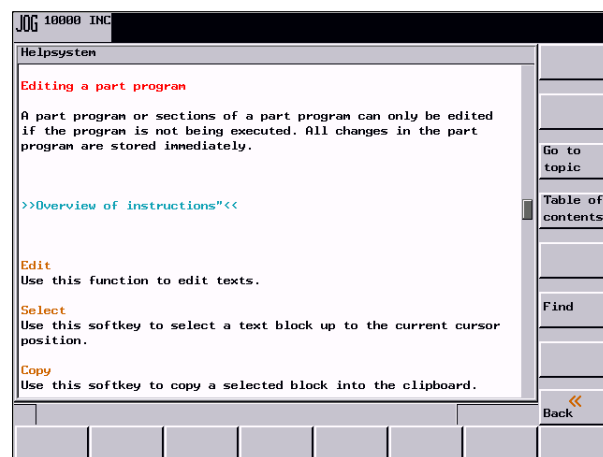 JOG 10000 INC
Helpsystem
Editing a part program
A part program or sections of a part program can only be edited
if the program is not being executed. All changes in the part
program are stored immediately.
>>Overview of instructions"<<
Edit
Use this function to edit texts.
Select
Use this softkey to select a text block up to the current cursor
position.
Copy
Use this softkey to copy a selected block into the clipboard.
Go to
topic
Table of
contents
Find
«
Back